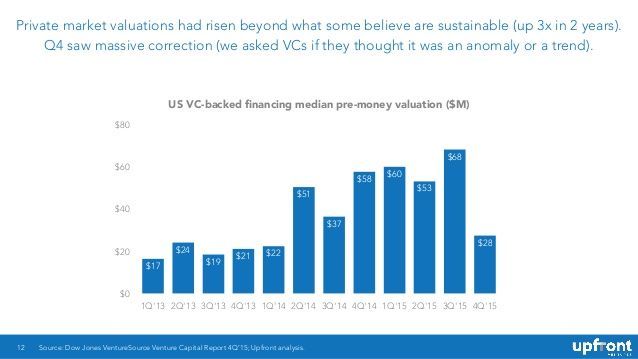 Private market valuations had risen beyond what some believe are sustainable (up 3x in 2 years).
Q4 saw massive correction (we asked VCs if they thought it was an anomaly or a trend).
US VC-backed financing median pre-money valuation ($M)
$80
$60
$40
$20
$0
$17
$24
$19
$21
$22
$51
$37
$58
$60
$53
$68
$28
1Q'13 2Q'13 3Q'13 4Q'13 1Q'14 2Q'14 3Q'14 4Q'14 1Q'15 2Q'15 3Q'15 4Q'15
12 Source: Dow Jones VentureSource Venture Capital Report 4Q'15; Upfront analysis.
upfront